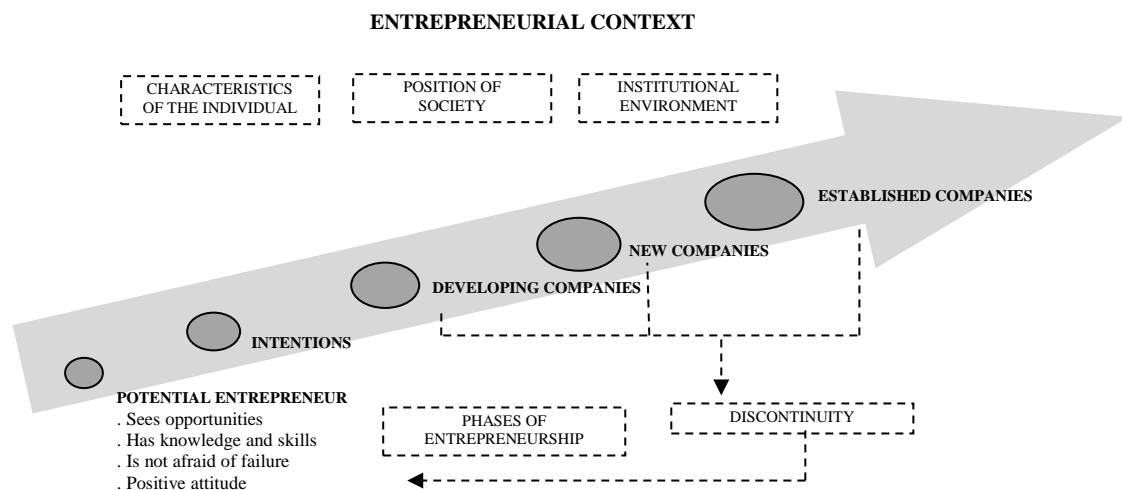 ENTREPRENEURIAL CONTEXT
CHARACTERISTICS
OF THE INDIVIDUAL
POSITION OF
SOCIETY
INSTITUTIONAL
ENVIRONMENT
ESTABLISHED COMPANIES
NEW COMPANIES
DEVELOPING COMPANIES
INTENTIONS
POTENTIAL ENTREPRENEUR
. Sees opportunities
. Has knowledge and skills
. Is not afraid of failure
. Positive attitude
PHASES OF
ENTREPRENEURSHIP
DISCONTINUITY